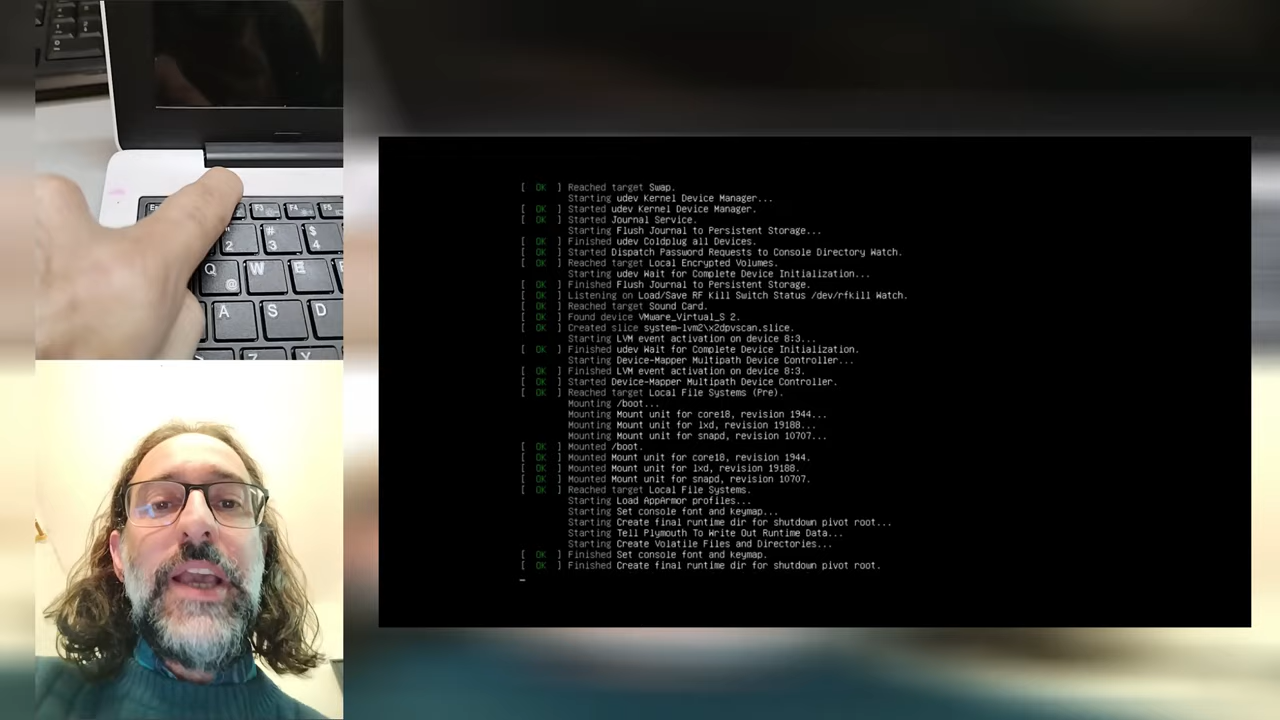 Esc
F3
F4
F5
"
2
#
3
$
4
Q
@
W
E
A
S
D
Z
Y
[ OK ] Reached target Swap.
Starting udev Kernel Device Manager...
[ OK ] Started udev Kernel Device Manager.
[ OK ] Started Journal Service.
Starting Flush Journal to Persistent Storage...
[ OK ] Finished udev Coldplug all Devices.
[ OK ] Started Dispatch Password Requests to Console Directory Watch.
[ OK ] Reached target Local Encrypted Volumes.
Starting udev Wait for Complete Device Initialization...
[ OK ] Finished Flush Journal to Persistent Storage.
[ OK ] Listening on Load/Save RF Kill Switch Status /dev/rfkill Watch.
[ OK ] Reached target Sound Card.
[ OK ] Found device VMware_Virtual_S 2.
[ OK ] Created slice system-lvm2\x2dpvscan.slice.
Starting LVM event activation on device 8:3...
[ OK ] Finished udev Wait for Complete Device Initialization.
Starting Device-Mapper Multipath Device Controller...
[ OK ] Finished LVM event activation on device 8:3.
[ OK ] Started Device-Mapper Multipath Device Controller.
[ OK ] Reached target Local File Systems (Pre).
Mounting /boot...
Mounting Mount unit for core18, revision 1944...
Mounting Mount unit for lxd, revision 19188...
Mounting Mount unit for snapd, revision 10707...
[ OK ] Mounted /boot.
[ OK ] Mounted Mount unit for core18, revision 1944.
[ OK ] Mounted Mount unit for lxd, revision 19188.
[ OK ] Mounted Mount unit for snapd, revision 10707.
[ OK ] Reached target Local File Systems.
Starting Load AppArmor profiles...
Starting Set console font and keymap...
Starting Create final runtime dir for shutdown pivot root...
Starting Tell Plymouth To Write Out Runtime Data...
Starting Create Volatile Files and Directories...
[ OK ] Finished Set console font and keymap.
[ OK ] Finished Create final runtime dir for shutdown pivot root.
_